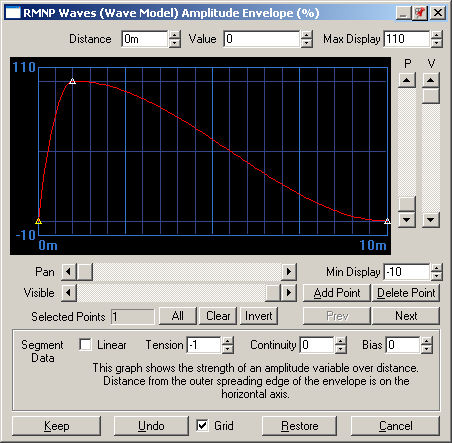 RMNP Waves (Wave Model) Amplitude Envelope (%)
Distance 0m Value 0 Max Display 110
P V
110
-10
0m 10m
Pan Min Display -10
Visible Add Point Delete Point
Selected Points 1 All Clear Invert Prev Next
Segment Data Linear Tension -1 Continuity 0 Bias 0
This graph shows the strength of an amplitude variable over distance.
Distance from the outer spreading edge of the envelope is on the
horizontal axis.
Keep Undo Grid Restore Cancel